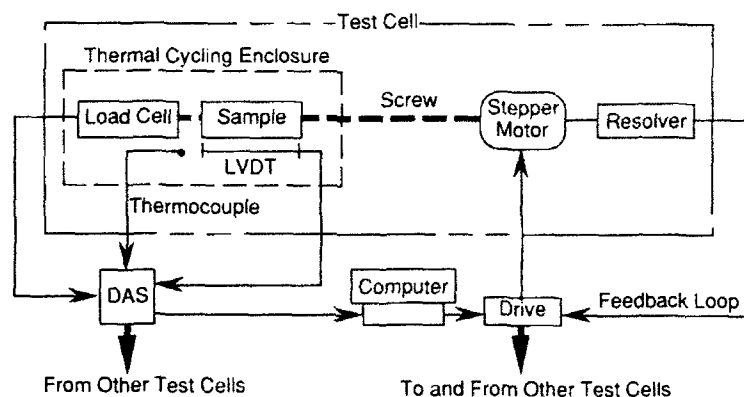 Test Cell
Thermal Cycling Enclosure
Load Cell
Sample
Screw
Stepper
Motor
Resolver
LVDT
Thermocouple
DAS
Computer
Drive
Feedback Loop
From Other Test Cells
To and From Other Test Cells